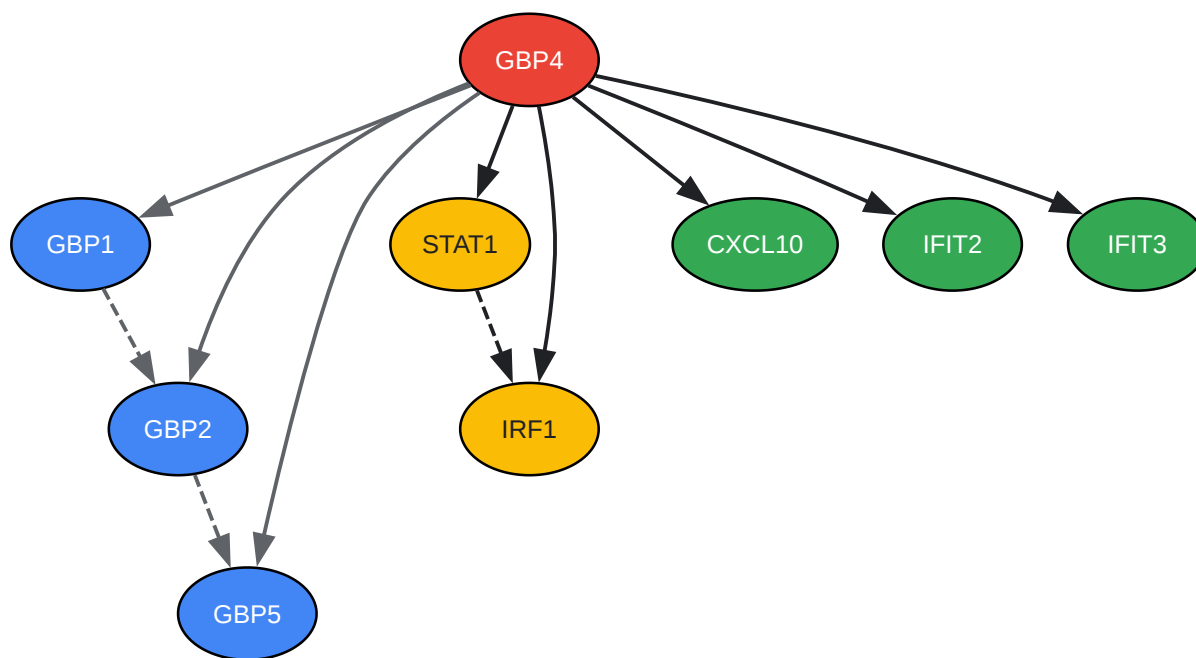 GBP4
GBP1
STAT1
CXCL10
IFIT2
IFIT3
GBP2
IRF1
GBP5